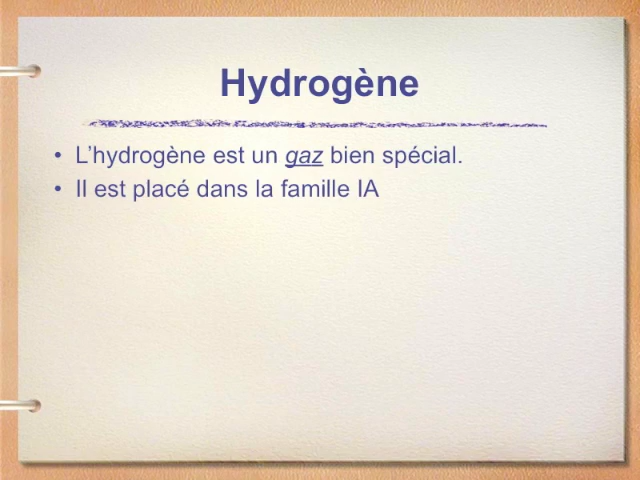 Hydrogène
• L’hydrogène est un gaz bien spécial.
• Il est placé dans la famille IA